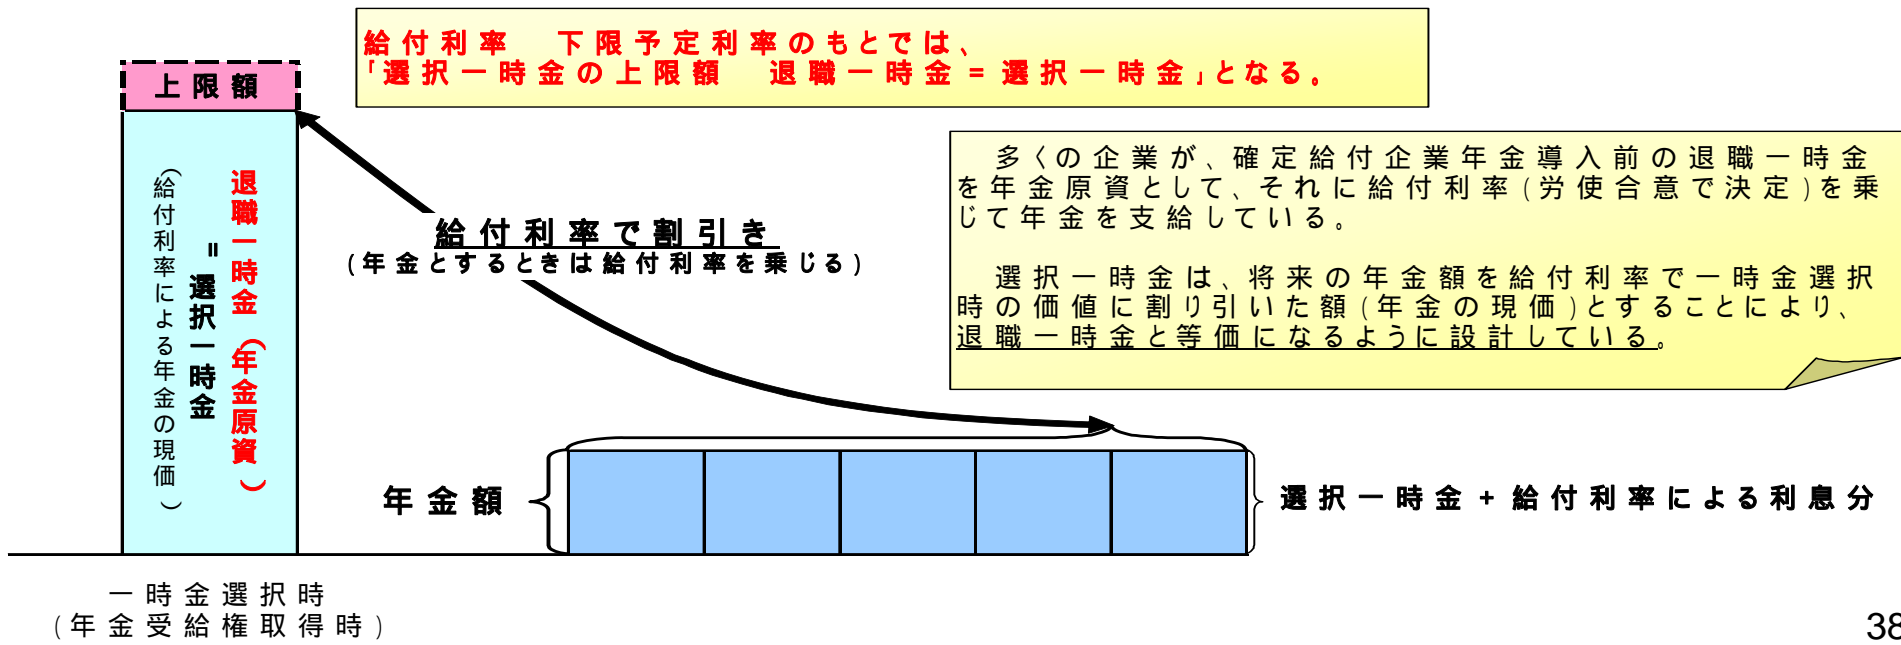 給付利率　下限予定利率のもとでは、
「選択一時金の上限額　退職一時金=選択一時金」となる。
上限額
退職一時金(年金原資)
=選択一時金
(給付利率による年金の現価)
給付利率で割引き
(年金とするときは給付利率を乗じる)
多くの企業が、確定給付企業年金導入前の退職一時金
を年金原資として、それに給付利率(労使合意で決定)を乗
じて年金を支給している。
選択一時金は、将来の年金額を給付利率で一時金選択
時の価値に割り引いた額(年金の現価)とすることにより、
退職一時金と等価になるように設計している。
年金額
選択一時金+給付利率による利息分
一時金選択時
(年金受給権取得時)
38